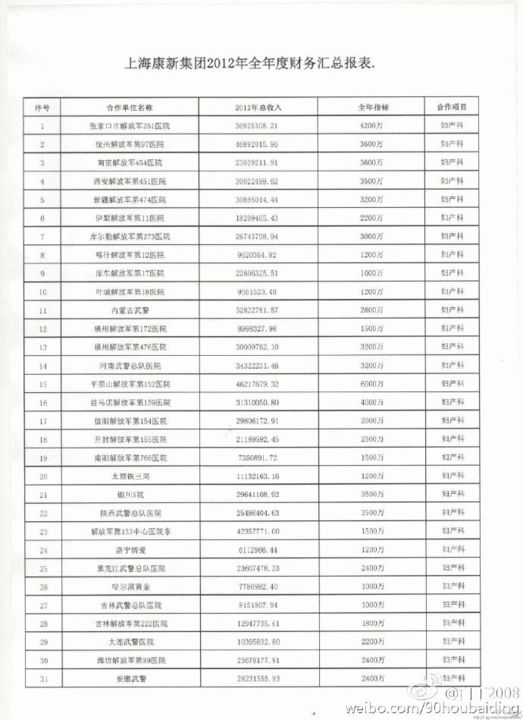 上海康新集团2012年全年度财务汇总报表.
序号 合作单位名称 2012年总收入 全年指标 合作项目
1 张家口市解放军251医院 36925308.21 4200万 妇产科
2 徐州解放军第97医院 46892015.96 3600万 妇产科
3 南京解放军454医院 23029211.91 3600万 妇产科
4 西安解放军第451医院 30022499.62 3500万 妇产科
5 新疆解放军第474医院 30895014.44 3200万 妇产科
6 伊犁解放军第11医院 18209465.43 2200万 妇产科
7 库尔勒解放军第273医院 26743798.94 3000万 妇产科
8 喀什解放军第12医院 9620364.82 1200万 妇产科
9 库车解放军第17医院 22606325.51 1000万 妇产科
10 叶城解放军第18医院 9561520.40 1200万 妇产科
11 内蒙古武警 32822781.57 2800万 妇产科
12 福州解放军第172医院 8998327.98 1500万 妇产科
13 福州解放军第476医院 30009762.10 3200万 妇产科
14 河南武警总队医院 34322231.46 3200万 妇产科
15 平顶山解放军第152医院 46217679.32 6000万 妇产科
16 驻马店解放军第159医院 31310050.80 4000万 妇产科
17 信阳解放军第154医院 29806172.91 2000万 妇产科
18 开封解放军第155医院 21189592.45 2500万 妇产科
19 南阳解放军第768医院 7350891.72 1500万 妇产科
20 太原铁三局 11132163.16 1200万 妇产科
21 银川5院 29641108.92 3500万 妇产科
22 陕西武警总队医院 25486404.63 3500万 妇产科
23 解放军第153中心医院东 42357771.60 1500万 妇产科
24 洛宁博爱 6112966.44 1200万 妇产科
25 黑龙江武警总队医院 23607478.33 2400万 妇产科
26 哈尔滨黄金 7780982.40 1000万 妇产科
27 吉林武警总队医院 8151807.94 1000万 妇产科
28 吉林解放军第222医院 12947735.61 1800万 妇产科
29 大连武警医院 10395832.80 2200万 妇产科
30 潍坊解放军第89医院 25678177.91 2400万 妇产科
31 安徽武警 28231355.93 2400万 妇产科
weibo.com/90houbaiding